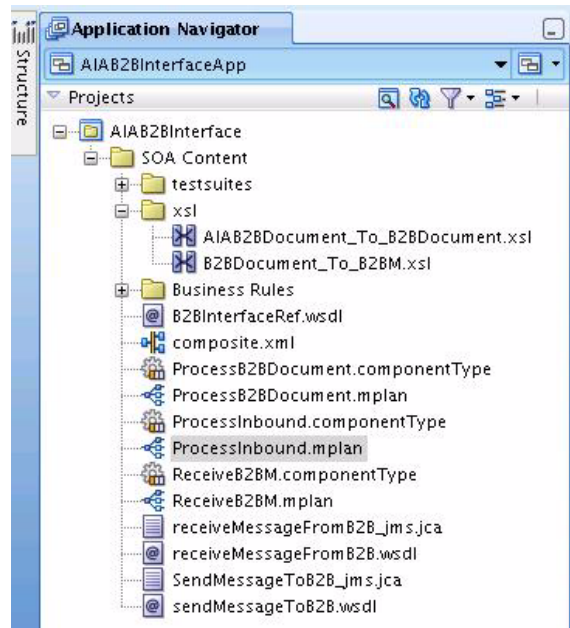 Structure
Application Navigator
AIAB2BInterfaceApp
Projects
AIAB2BInterface
SOA Content
testsuites
xsl
AIAB2BDocument_To_B2BDocument.xsl
B2BDocument_To_B2BM.xsl
Business Rules
B2BInterfaceRef.wsdl
composite.xml
ProcessB2BDocument.componentType
ProcessB2BDocument.mplan
ProcessInbound.componentType
ProcessInbound.mplan
ReceiveB2BM.componentType
ReceiveB2BM.mplan
receiveMessageFromB2B_jms.jca
receiveMessageFromB2B.wsdl
SendMessageToB2B_jms.jca
sendMessageToB2B.wsdl